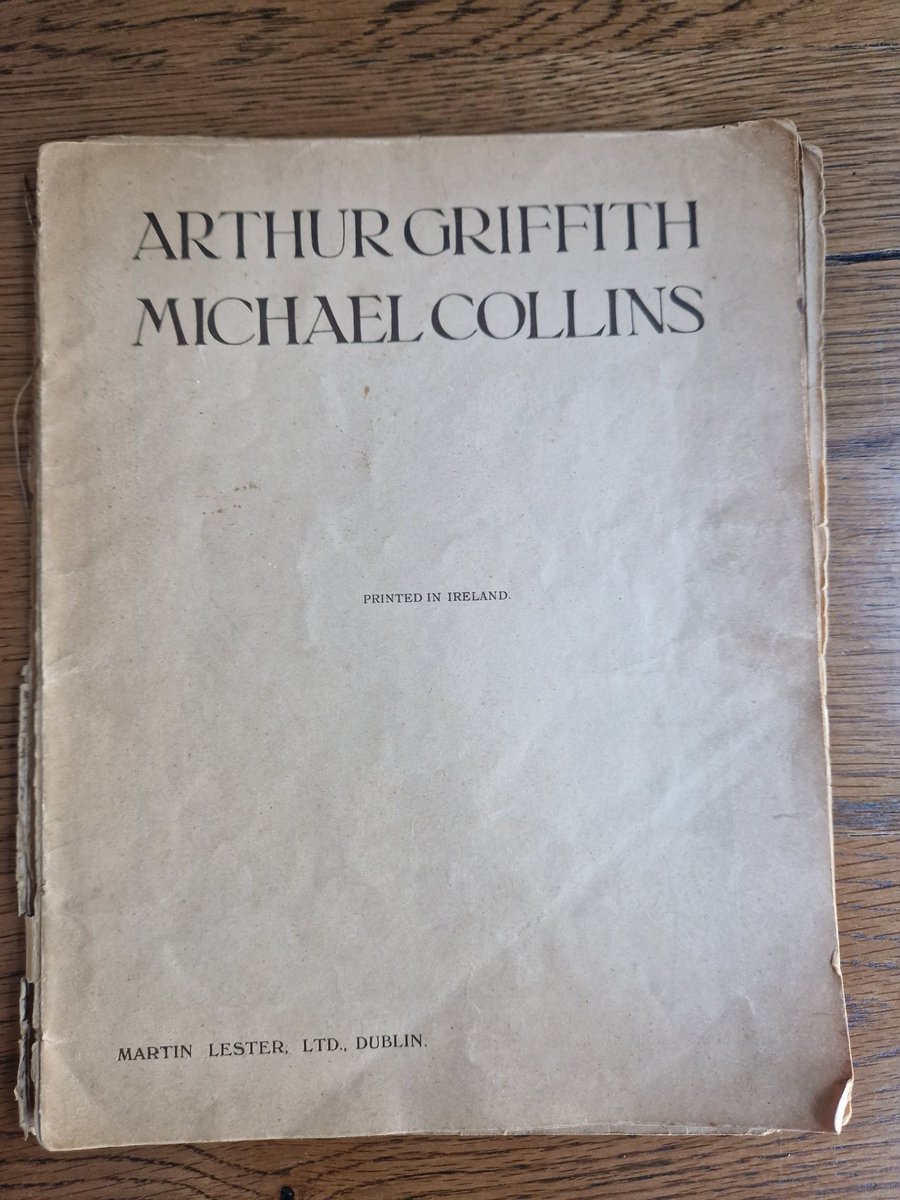 ARTHUR GRIFFITH
MICHAEL COLLINS
PRINTED IN IRELAND.
MARTIN LESTER, LTD., DUBLIN.